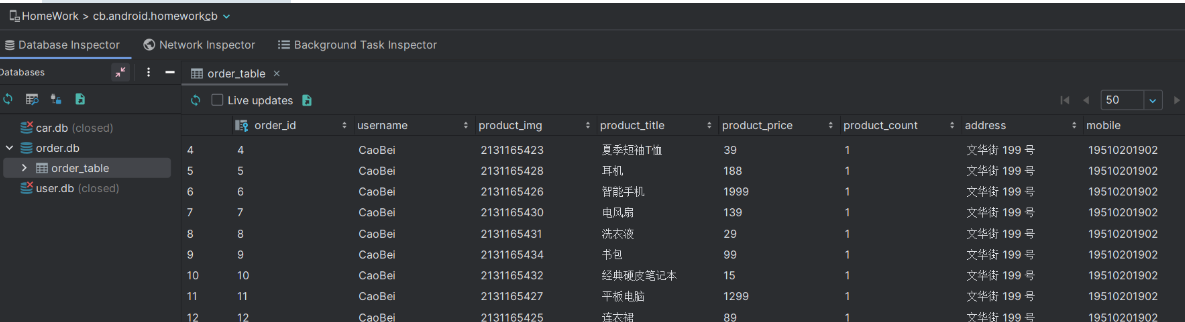 HomeWork > cb.android.homeworkcb
Database Inspector Network Inspector Background Task Inspector
Databases order_table ×
Live updates 50
order_id username product_img product_title product_price product_count address mobile
car.db (closed)
order.db
order_table
user.db (closed)
4 4 CaoBei 2131165423 夏季短袖T恤 39 1 文华街 199 号 19510201902
5 5 CaoBei 2131165428 耳机 188 1 文华街 199 号 19510201902
6 6 CaoBei 2131165426 智能手机 1999 1 文华街 199 号 19510201902
7 7 CaoBei 2131165430 电风扇 139 1 文华街 199 号 19510201902
8 8 CaoBei 2131165431 洗衣液 29 1 文华街 199 号 19510201902
9 9 CaoBei 2131165434 书包 99 1 文华街 199 号 19510201902
10 10 CaoBei 2131165432 经典硬皮笔记本 15 1 文华街 199 号 19510201902
11 11 CaoBei 2131165427 平板电脑 1299 1 文华街 199 号 19510201902
12 12 CaoBei 2131165425 连衣裙 89 1 文华街 199 号 19510201902